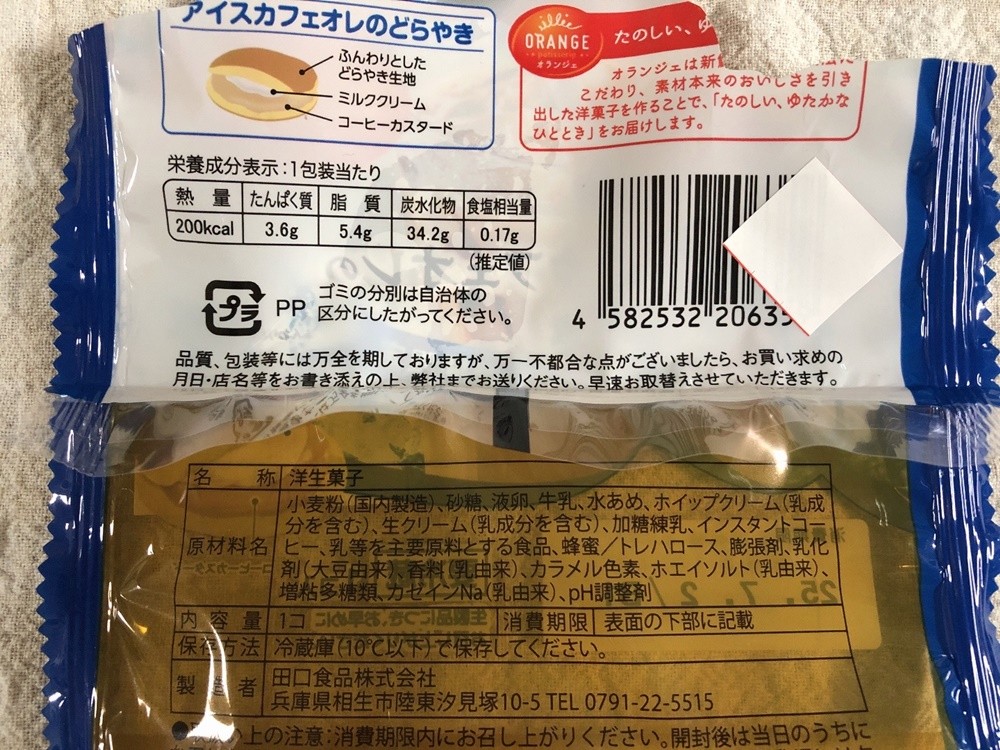 アイスカフェオレのどらやき
ふんわりとした
どらやき生地
ミルククリーム
コーヒーカスタード
ORANGE
patisserie
オランジェ
たのしい、ゆ
オランジェは新
こだわり、素材本来のおいしさを引き
出した洋菓子を作ることで、「たのしい、ゆたかな
ひととき」をお届けします。
栄養成分表示：1包装当たり
熱量 たんぱく質 脂質 炭水化物 食塩相当量
200kcal 3.6g 5.4g 34.2g 0.17g
(推定値)
プラ PP
ゴミの分別は自治体の
区分にしたがってください。
4 582532 20635
品質、包装等には万全を期しておりますが、万一不都合な点がございましたら、お買い求めの
月日・店名等をお書き添えの上、弊社までお送りください。早速お取替えさせていただきます。
名称 洋生菓子
原材料名 小麦粉(国内製造)、砂糖、液卵、牛乳、水あめ、ホイップクリーム(乳成
分を含む)、生クリーム(乳成分を含む)、加糖練乳、インスタントコー
ヒー、乳等を主要原料とする食品、蜂蜜／トレハロース、膨張剤、乳化
剤(大豆由来)、香料(乳由来)、カラメル色素、ホエイソルト(乳由来)、
増粘多糖類、カゼインNa(乳由来)、pH調整剤
内容量 1コ 消費期限 表面の下部に記載
保存方法 冷蔵庫(10℃以下)で保存してください。
製造者 田口食品株式会社
兵庫県相生市陸東汐見塚10-5 TEL 0791-22-5515
上の注意：消費期限内にお召し上がりください。開封後は当日のうちに